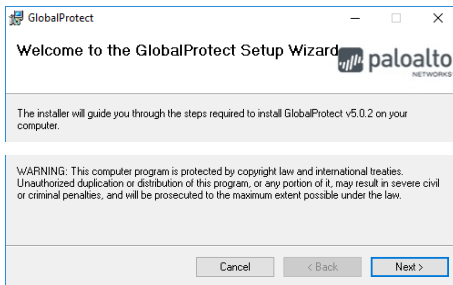 GlobalProtect
Welcome to the GlobalProtect Setup Wizard
paloalto
NETWORKS
The installer will guide you through the steps required to install GlobalProtect v5.0.2 on your
computer.
WARNING: This computer program is protected by copyright law and international treaties.
Unauthorized duplication or distribution of this program, or any portion of it, may result in severe civil
or criminal penalties, and will be prosecuted to the maximum extent possible under the law.
Cancel
< Back
Next >